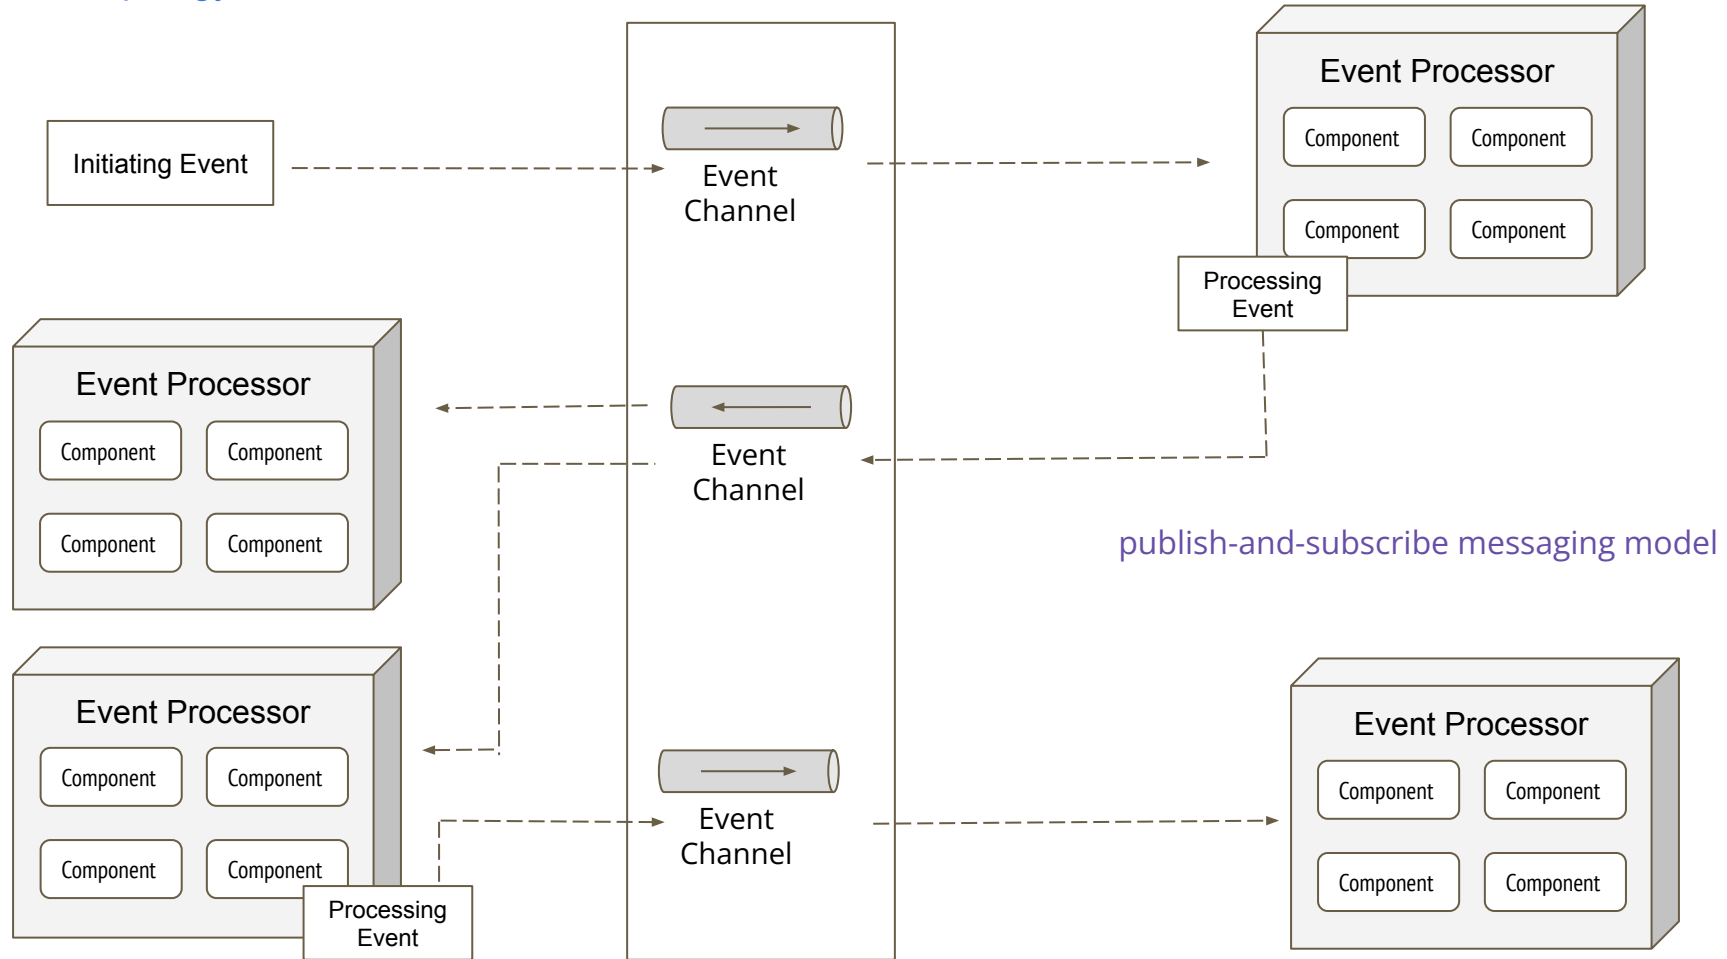 Event Processor
Component
Component
Initiating Event
Event
Channel
Component
Component
Processing
Event
Event Processor
Component
Component
Event
Channel
Component
Component
publish-and-subscribe messaging model
Event Processor
Component
Component
Event Processor
Component
Component
Event
Channel
Component
Component
Component
Component
Processing
Event